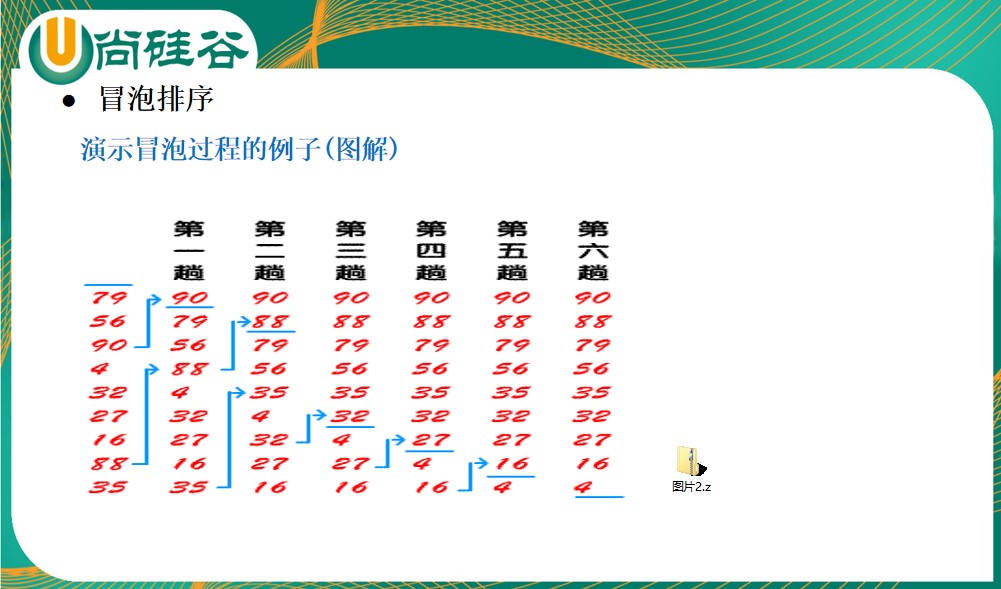 尚硅谷
冒泡排序
演示冒泡过程的例子(图解)
第一趟 第二趟 第三趟 第四趟 第五趟 第六趟
79 90 90 90 90 90 90
56 79 88 88 88 88 88
90 56 79 79 79 79 79
4 88 56 56 56 56 56
32 4 35 35 35 35 35
27 32 4 32 32 32 32
16 27 32 4 27 27 27
88 16 27 27 4 16 16
35 35 16 16 16 4 4
图片2.z